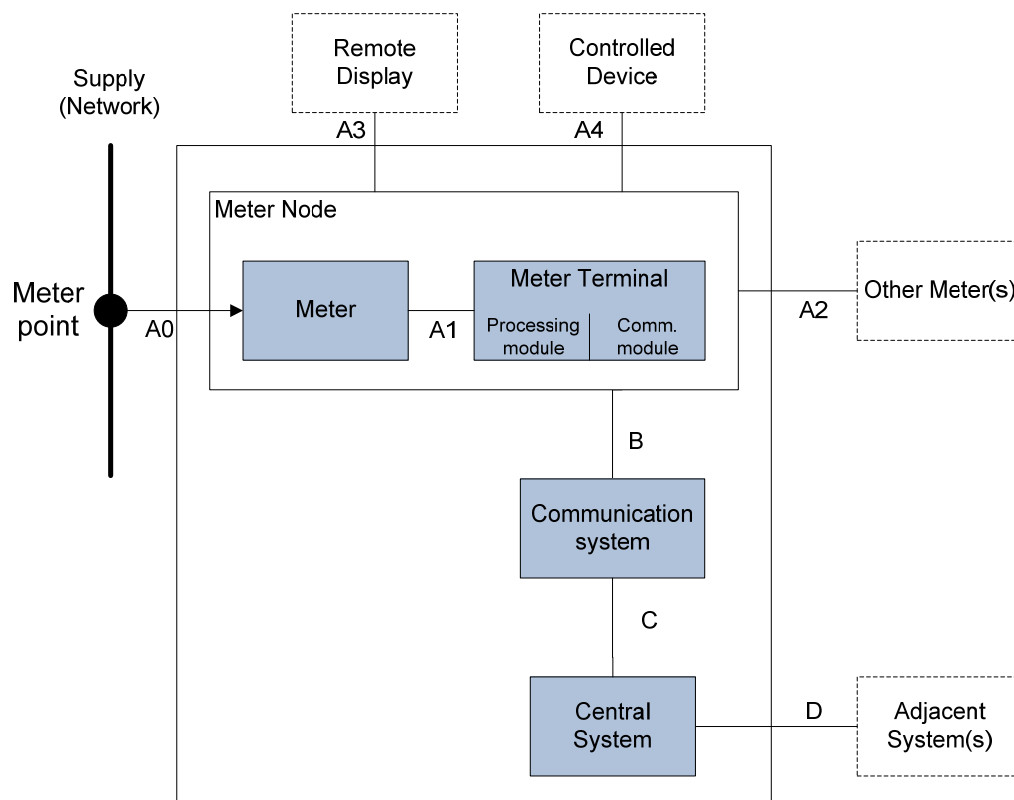 Remote
Display
Controlled
Device
Supply
(Network)
A3
A4
Meter Node
Meter
point
A0
Meter
A1
Meter Terminal
Processing
module
Comm.
module
A2
Other Meter(s)
B
Communication
system
C
Central
System
D
Adjacent
System(s)